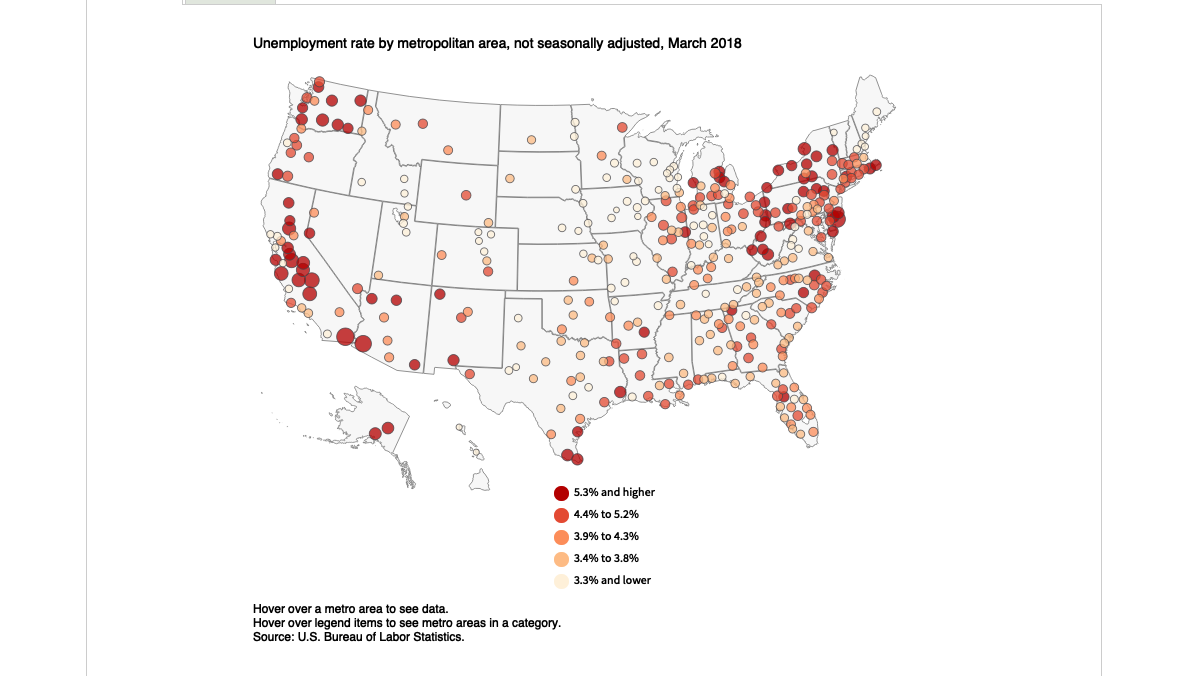 Unemployment rate by metropolitan area, not seasonally adjusted, March 2018
5.3% and higher
4.4% to 5.2%
3.9% to 4.3%
3.4% to 3.8%
3.3% and lower
Hover over a metro area to see data.
Hover over legend items to see metro areas in a category.
Source: U.S. Bureau of Labor Statistics.